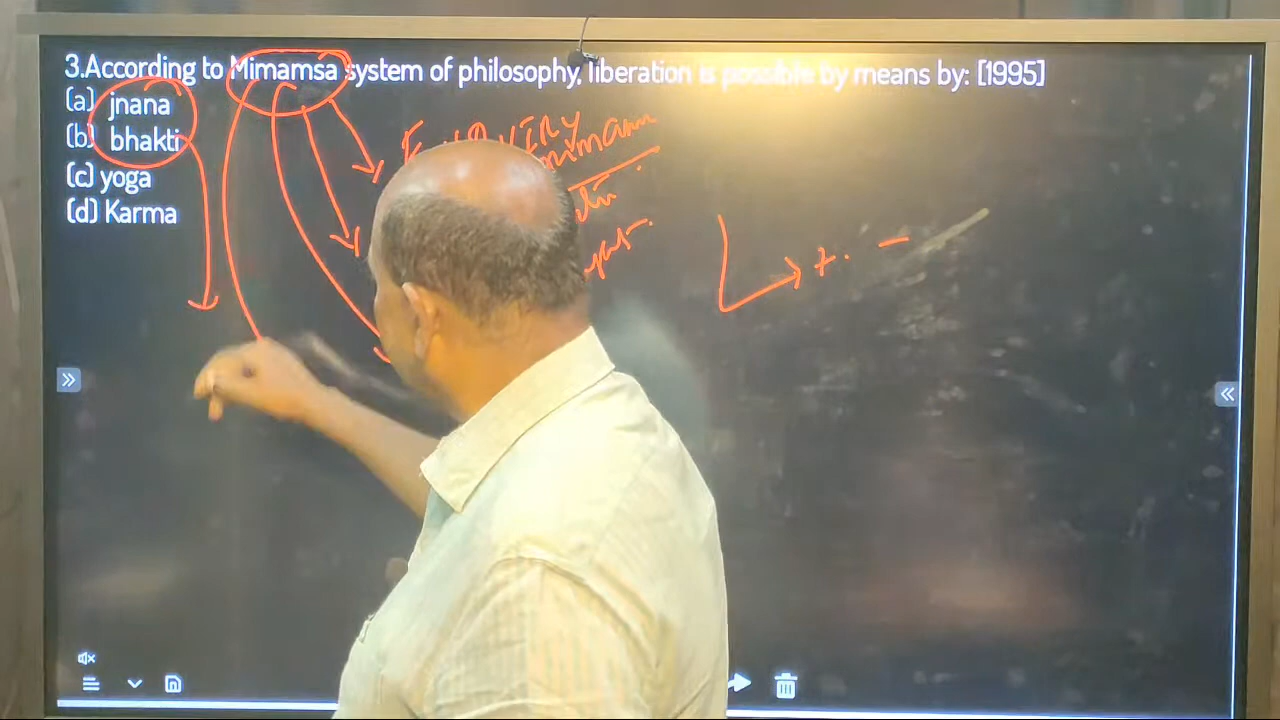 3.According to Mimamsa system of philosophy, liberation is possible by means by: [1995]
(a) jnana
(b) bhakti
(c) yoga
(d) Karma